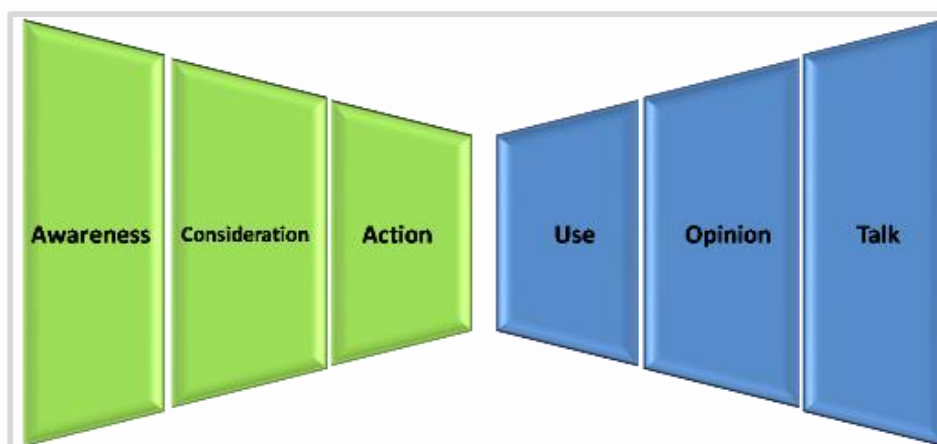 Awareness
Consideration
Action
Use
Opinion
Talk